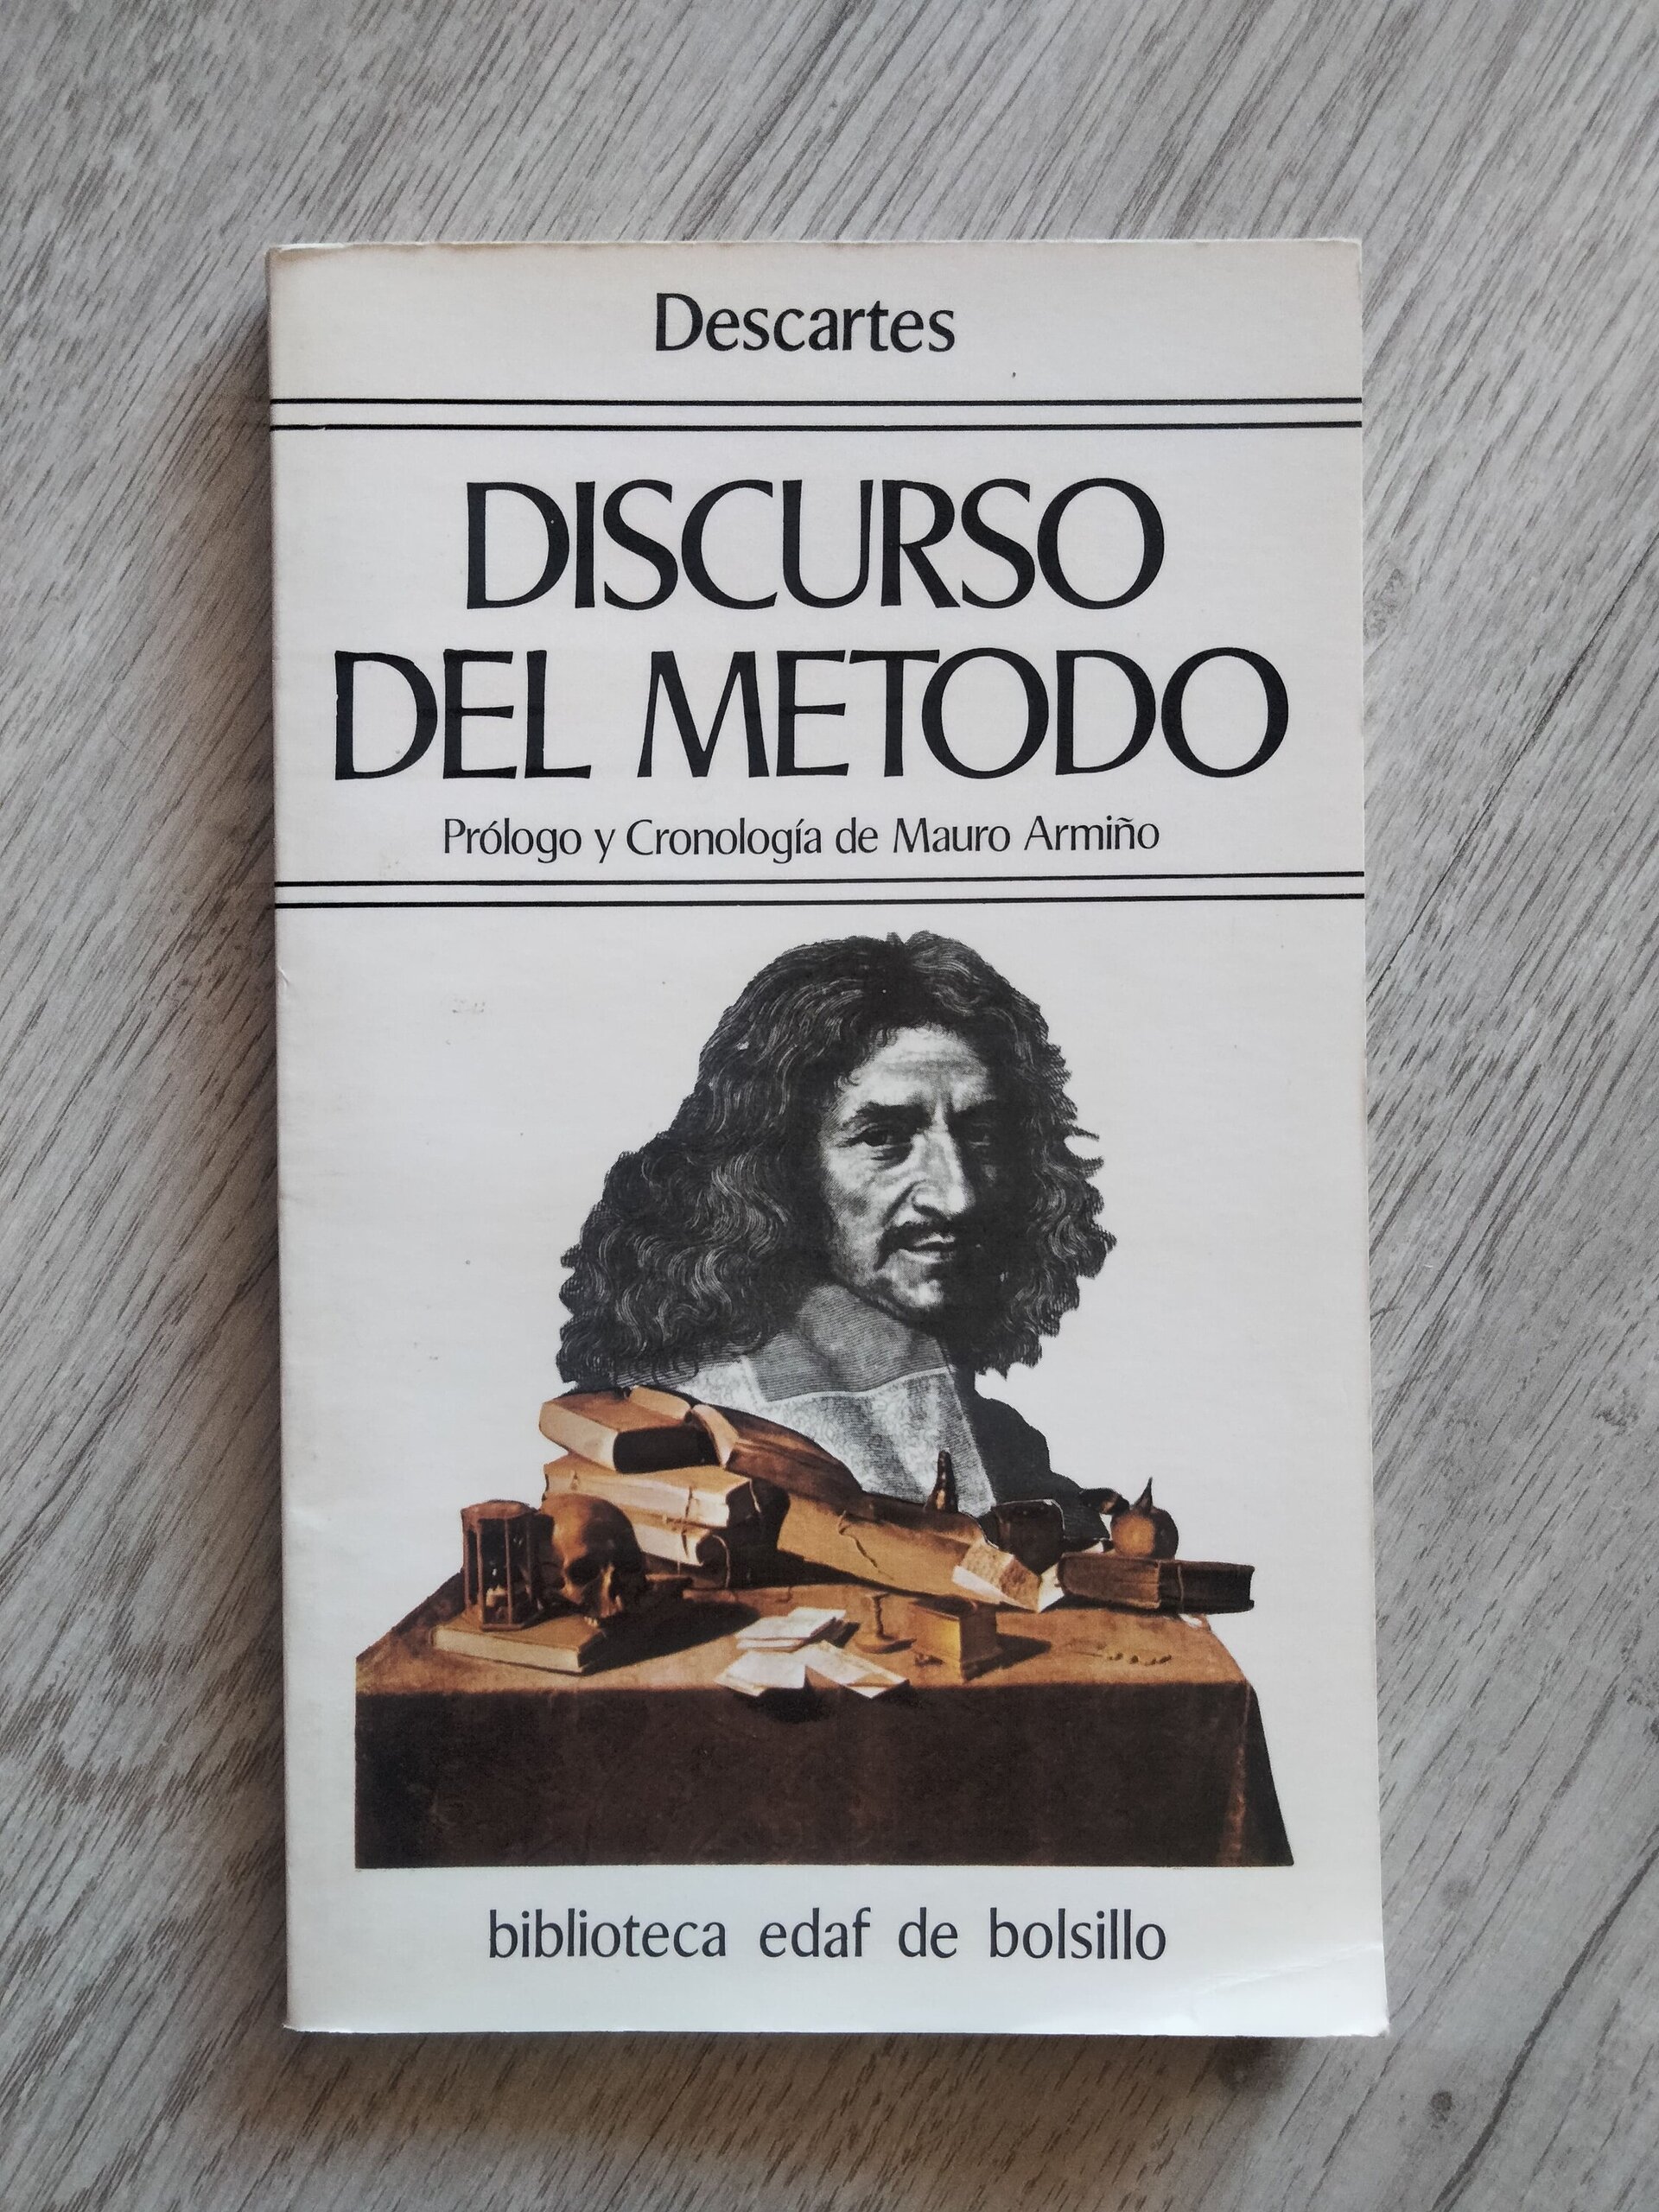 Descartes
DISCURSO
DEL METODO
Prólogo y Cronología de Mauro Armiño
biblioteca edaf de bolsillo